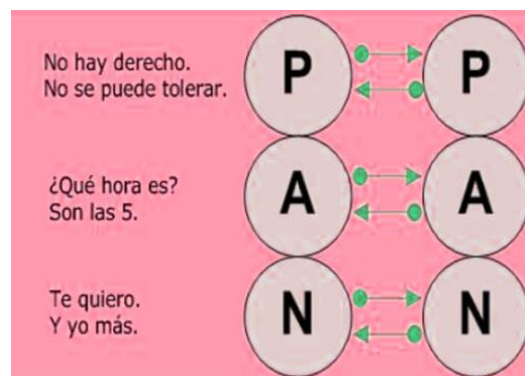 No hay derecho.
No se puede tolerar.
P P
¿Qué hora es?
Son las 5.
A A
Te quiero.
Y yo más.
N N